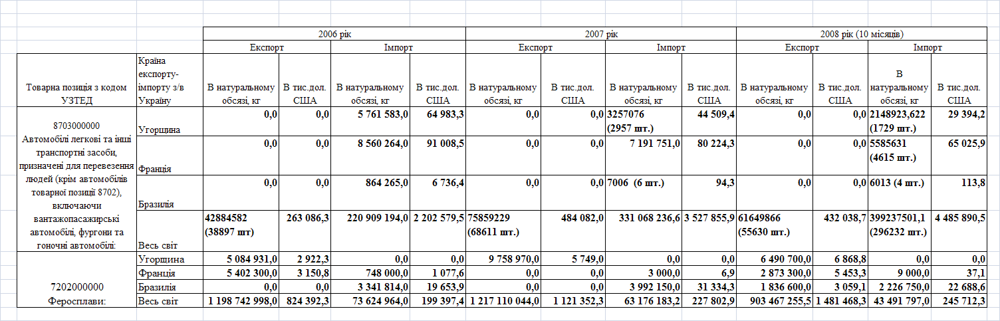 2006 рік 2007 рік 2008 рік (10 місяців)
Експорт Імпорт Експорт Імпорт Експорт Імпорт
Товарна позиція з кодом УЗТЕД Країна експорту-імпорту з/в Україну В натуральному обсязі, кг В тис.дол. США В натуральному обсязі, кг В тис.дол. США В натуральному обсязі, кг В тис.дол. США В натуральному обсязі, кг В тис.дол. США В натуральному обсязі, кг В тис.дол. США В натуральному обсязі, кг В тис.дол. США
8703000000
Автомобілі легкові та інші
транспортні засоби,
призначені для перевезення
людей (крім автомобілів
товарної позиції 8702),
включаючи
вантажопасажирські
автомобілі, фургони та
гоночні автомобілі:
Угорщина 0,0 0,0 5 761 583,0 64 983,3 0,0 0,0 3257076 (2957 шт.) 44 509,4 0,0 0,0 2148923,622 (1729 шт.) 29 394,2
Франція 0,0 0,0 8 560 264,0 91 008,5 0,0 0,0 7 191 751,0 80 224,3 0,0 0,0 5585631 (4615 шт.) 65 025,9
Бразилія 0,0 0,0 864 265,0 6 736,4 0,0 0,0 7006 (6 шт.) 94,3 0,0 0,0 6013 (4 шт.) 113,8
Весь світ 42884582 (38897 шт) 263 086,3 220 909 194,0 2 202 579,5 75859229 (68611 шт.) 484 082,0 331 068 236,6 3 527 855,9 61649866 (55630 шт.) 432 038,7 399237501,1 (296232 шт.) 4 485 890,5
7202000000
Феросплави:
Угорщина 5 084 931,0 2 922,3 0,0 0,0 9 758 970,0 5 749,0 0,0 0,0 6 490 700,0 6 868,8 0,0 0,0
Франція 5 402 300,0 3 150,8 748 000,0 1 077,6 0,0 0,0 3 000,0 6,9 2 873 300,0 5 453,3 9 000,0 37,1
Бразилія 0,0 0,0 3 341 814,0 19 653,9 0,0 0,0 3 992 150,0 31 334,3 1 836 600,0 3 059,1 2 226 750,0 22 688,6
Весь світ 1 198 742 998,0 824 392,3 73 624 964,0 199 397,4 1 217 110 044,0 1 121 352,3 63 176 183,2 227 802,9 903 467 255,5 1 481 468,3 43 491 797,0 245 712,3